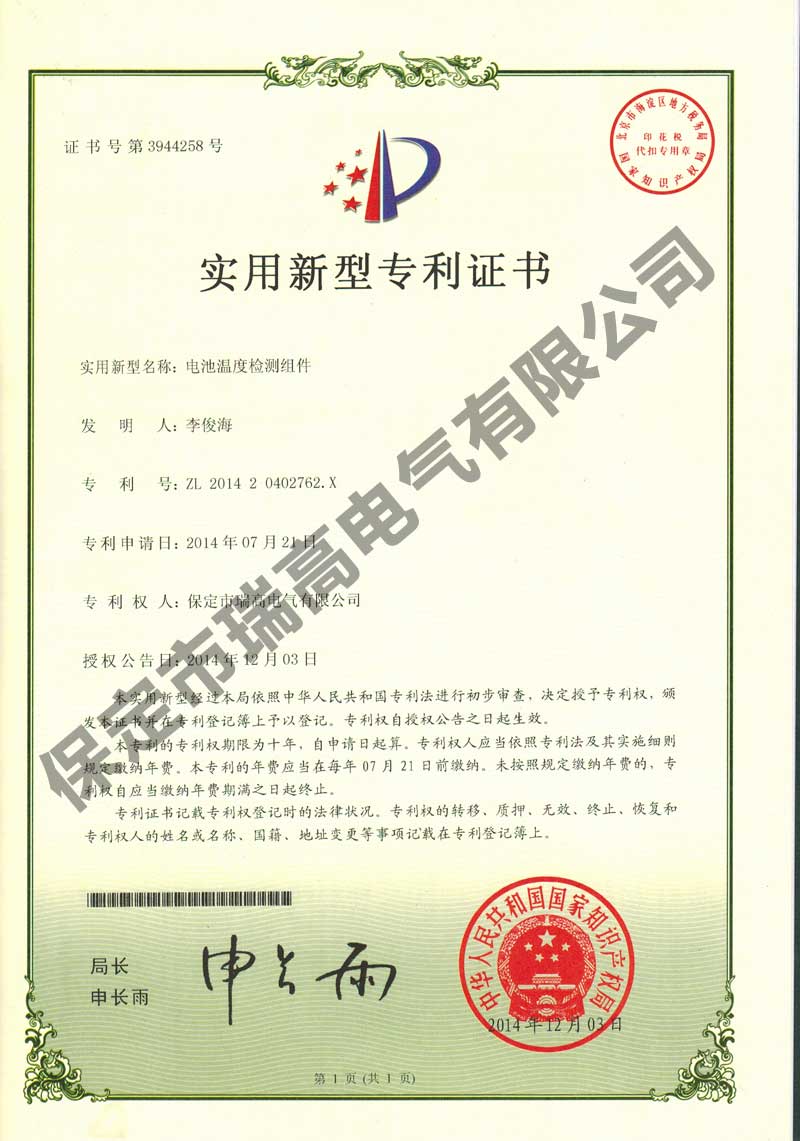 证书号第3944258号
北京市海淀区地方税务局
印花税
代扣专用章
国家知识产权局
实用新型专利证书
实用新型名称：电池温度检测组件
发明人：李俊海
专利号：ZL 2014 2 0402762.X
专利申请日：2014年07月21日
专利权人：保定市瑞高电气有限公司
授权公告日：2014年12月03日
本实用新型经过本局依照中华人民共和国专利法进行初步审查，决定授予专利权，颁
发本证书并在专利登记簿上予以登记。专利权自授权公告之日起生效。
本专利的专利权期限为十年，自申请日起算。专利权人应当依照专利法及其实施细则
规定缴纳年费。本专利的年费应当在每年07月21日前缴纳。未按照规定缴纳年费的，专
利权自应当缴纳年费期满之日起终止。
专利证书记载专利权登记时的法律状况。专利权的转移、质押、无效、终止、恢复和
专利权人的姓名或名称、国籍、地址变更等事项记载在专利登记簿上。
局长
申长雨
申长雨
中华人民共和国国家知识产权局
2014年12月03日
第1页(共1页)
保定市瑞高电气有限公司